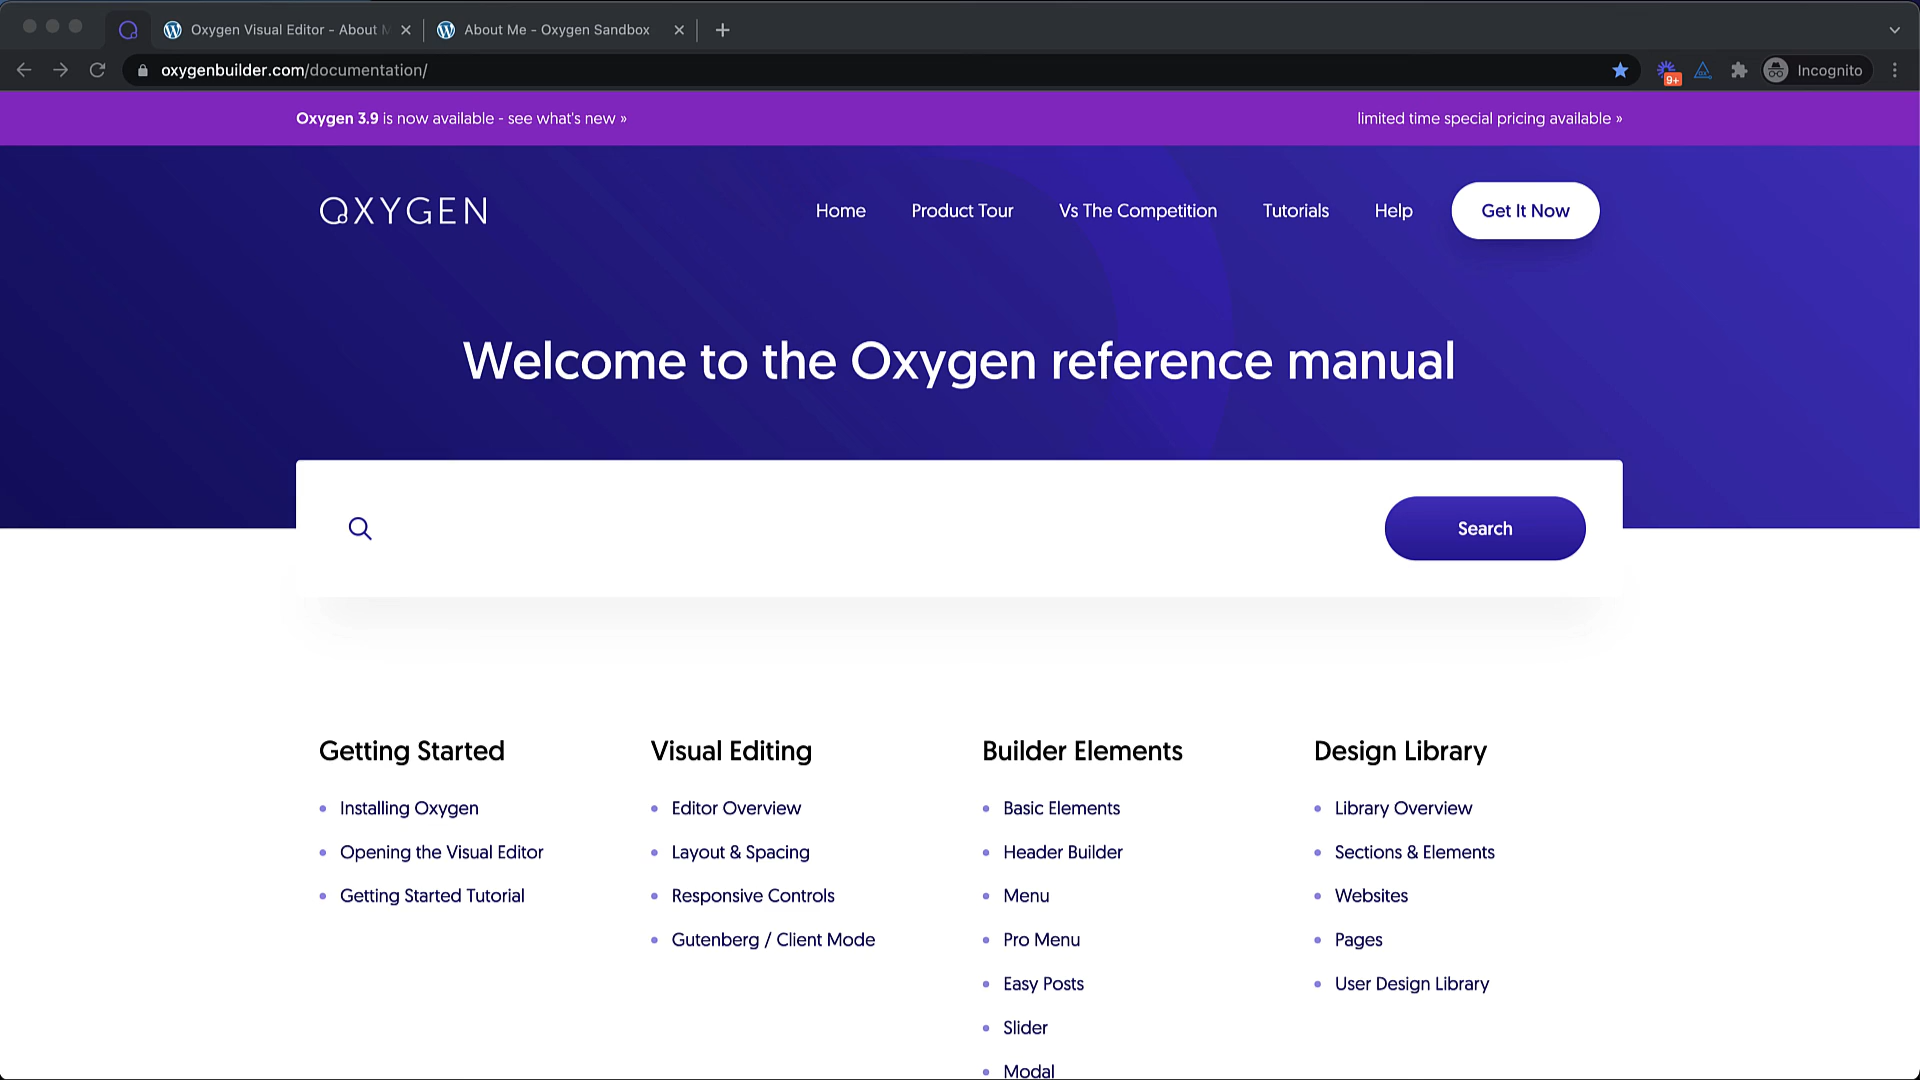 Oxygen Visual Editor - About M
About Me - Oxygen Sandbox
oxygenbuilder.com/documentation/
9+
Incognito
Oxygen 3.9 is now available - see what's new »
limited time special pricing available »
OXYGEN
Home
Product Tour
Vs The Competition
Tutorials
Help
Get It Now
Welcome to the Oxygen reference manual
Search
Getting Started
Installing Oxygen
Opening the Visual Editor
Getting Started Tutorial
Visual Editing
Editor Overview
Layout & Spacing
Responsive Controls
Gutenberg / Client Mode
Builder Elements
Basic Elements
Header Builder
Menu
Pro Menu
Easy Posts
Slider
Modal
Design Library
Library Overview
Sections & Elements
Websites
Pages
User Design Library